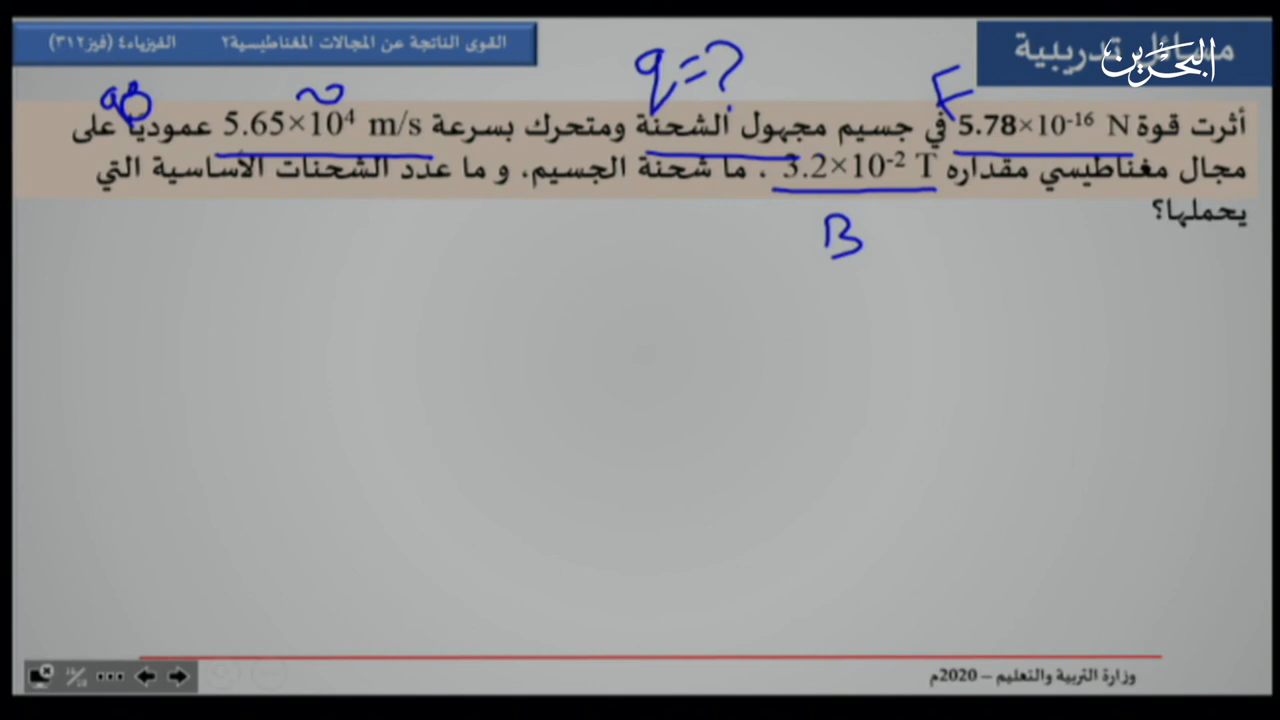 مسائل تدريبية
البحرين
القوى الناتجة عن المجالات المغناطيسية٢ الفيزياء٤ (فيز٣١٢)
q=?
F
90
أثرت قوة 5.78×10-16 N في جسيم مجهول الشحنة ومتحرك بسرعة 5.65×10⁴ m/s عموديا على
مجال مغناطيسي مقداره 3.2×10-2 T . ما شحنة الجسيم. و ما عدد الشحنات الأساسية التي
يحملها؟
B
وزارة التربية والتعليم – 2020م